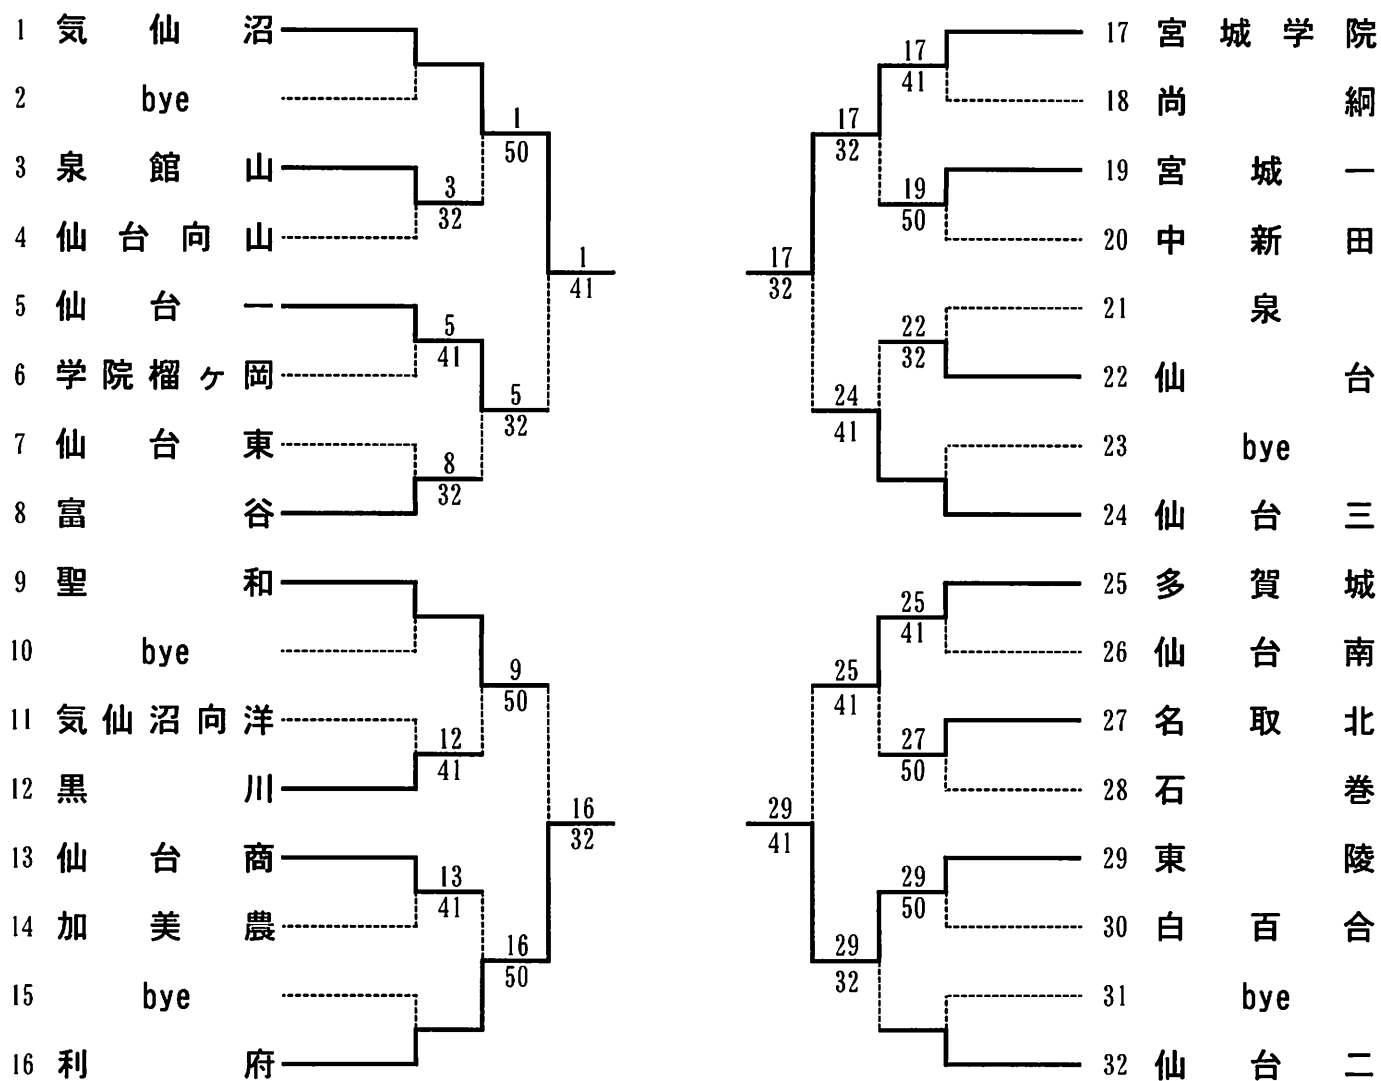 1 気仙沼
2 bye
3 泉館山
4 仙台向山
5 仙台一
6 学院榴ヶ岡
7 仙台東
8 富谷
9 聖和
10 bye
11 気仙沼向洋
12 黒川
13 仙台商
14 加美農
15 bye
16 利府
3
32
5
41
8
32
12
41
13
41
1
50
5
32
9
50
16
50
1
41
16
32
17
32
29
41
17
32
24
41
25
41
29
32
17
41
19
50
22
32
25
41
27
50
29
50
17 宮城学院
18 尚絅
19 宮城一
20 中新田
21 泉
22 仙台
23 bye
24 仙台三
25 多賀城
26 仙台南
27 名取北
28 石巻
29 東陵
30 白百合
31 bye
32 仙台二